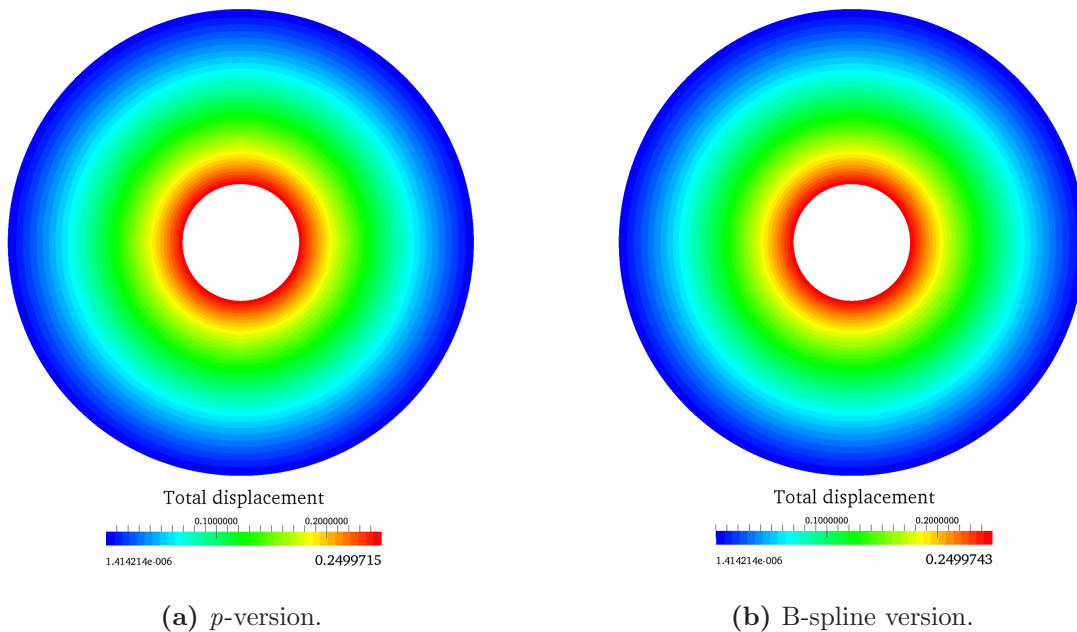 Total displacement
0.1000000 0.2000000
1.414214e-006 0.2499715
(a) p-version.
Total displacement
0.1000000 0.2000000
1.414214e-006 0.2499743
(b) B-spline version.